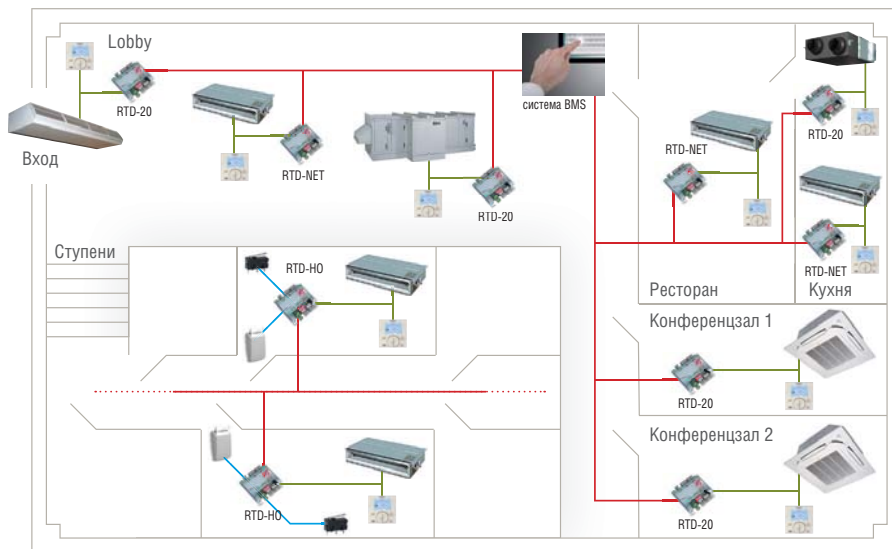 Lobby
RTD-20
Вход
RTD-NET
RTD-20
система BMS
RTD-NET
RTD-20
RTD-NET
Ресторан
Кухня
Ступени
RTD-HO
RTD-HO
Конференцзал 1
RTD-20
Конференцзал 2
RTD-20